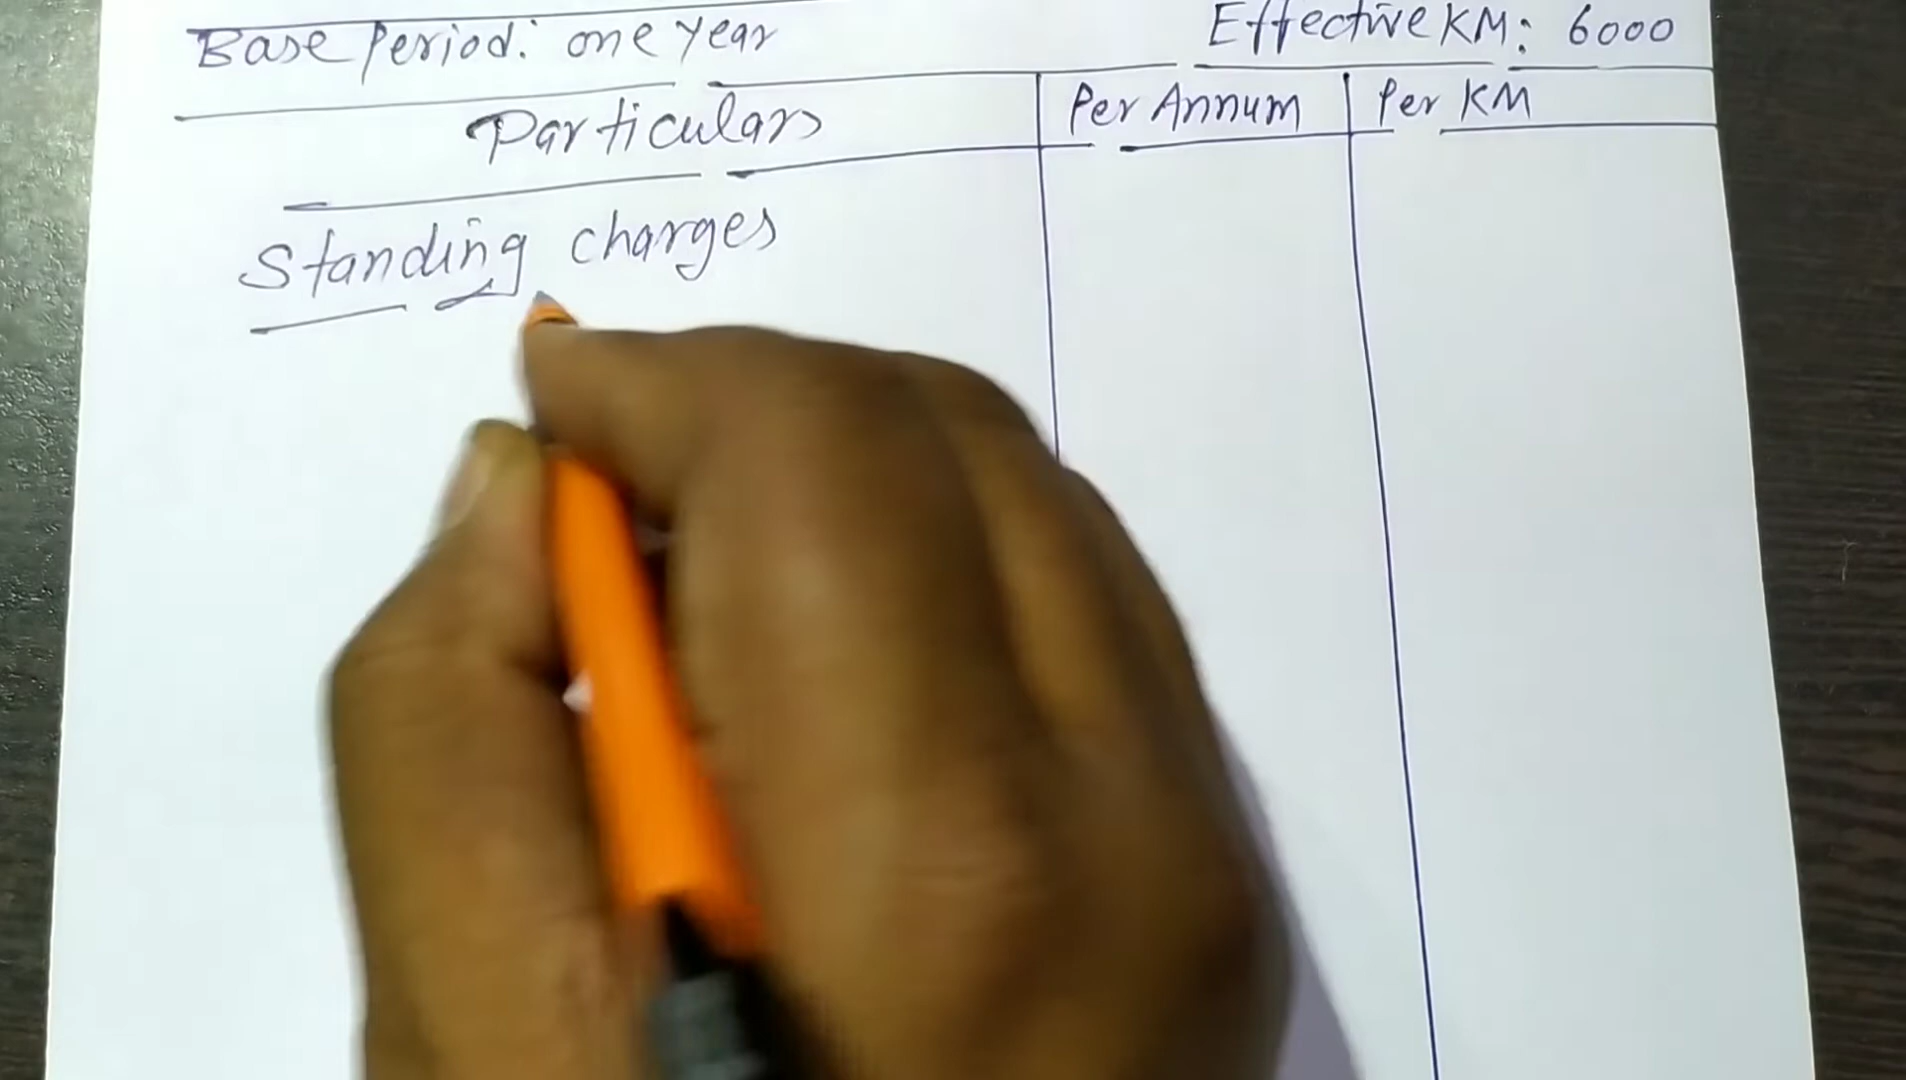 Base Period: one year Effective KM: 6000
Particulars Per Annum Per KM
Standing charges